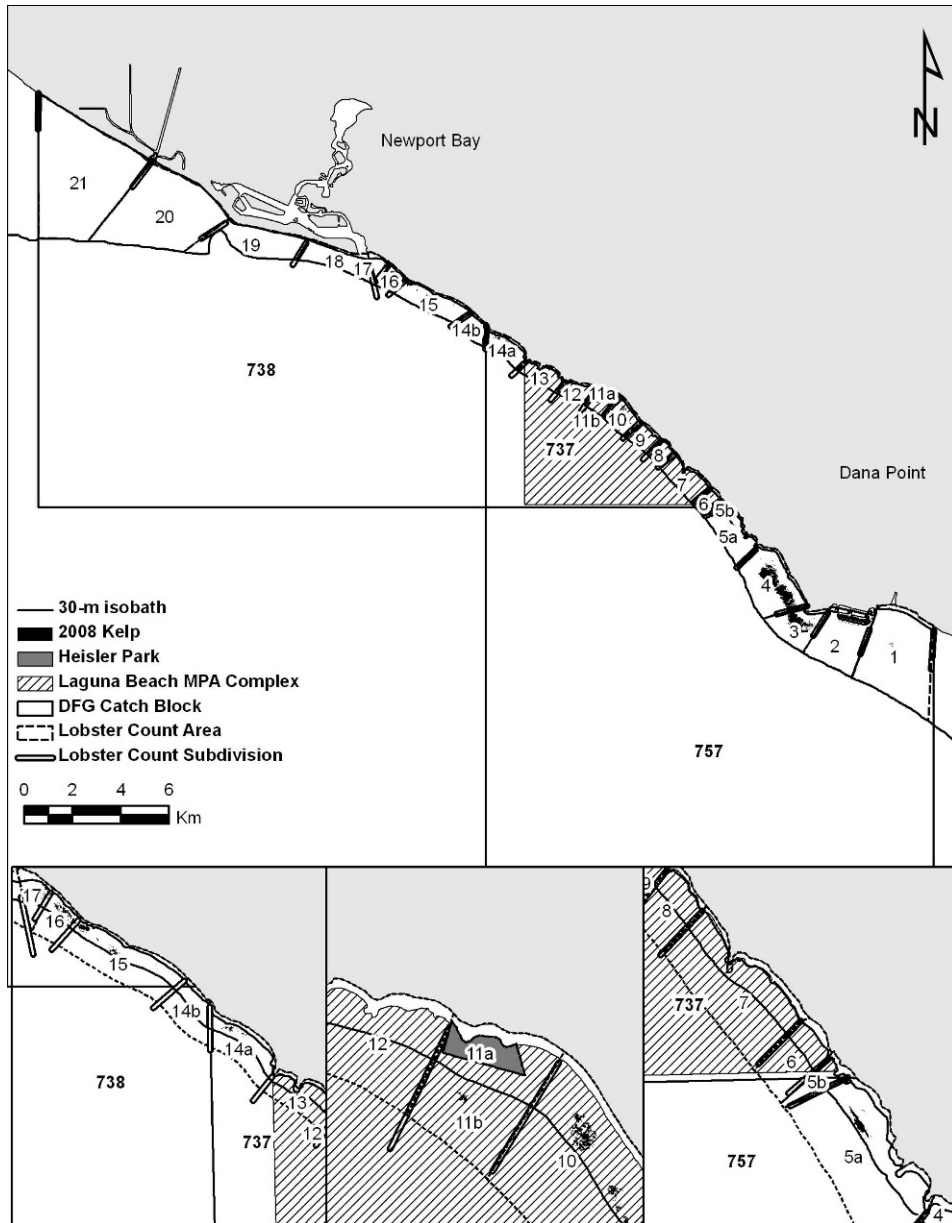 N
Newport Bay
21
20
19
18
17
16
15
14b
14a
738
13
12
11a
11b
10
9
8
737
7
6
5b
5a
Dana Point
4
3
2
1
757
30-m isobath
2008 Kelp
Heisler Park
Laguna Beach MPA Complex
DFG Catch Block
Lobster Count Area
Lobster Count Subdivision
0 2 4 6
Km
17
16
15
14b
14a
738
13
737
12
12
11a
11b
10
9
8
737
7
6
5b
757
5a
4